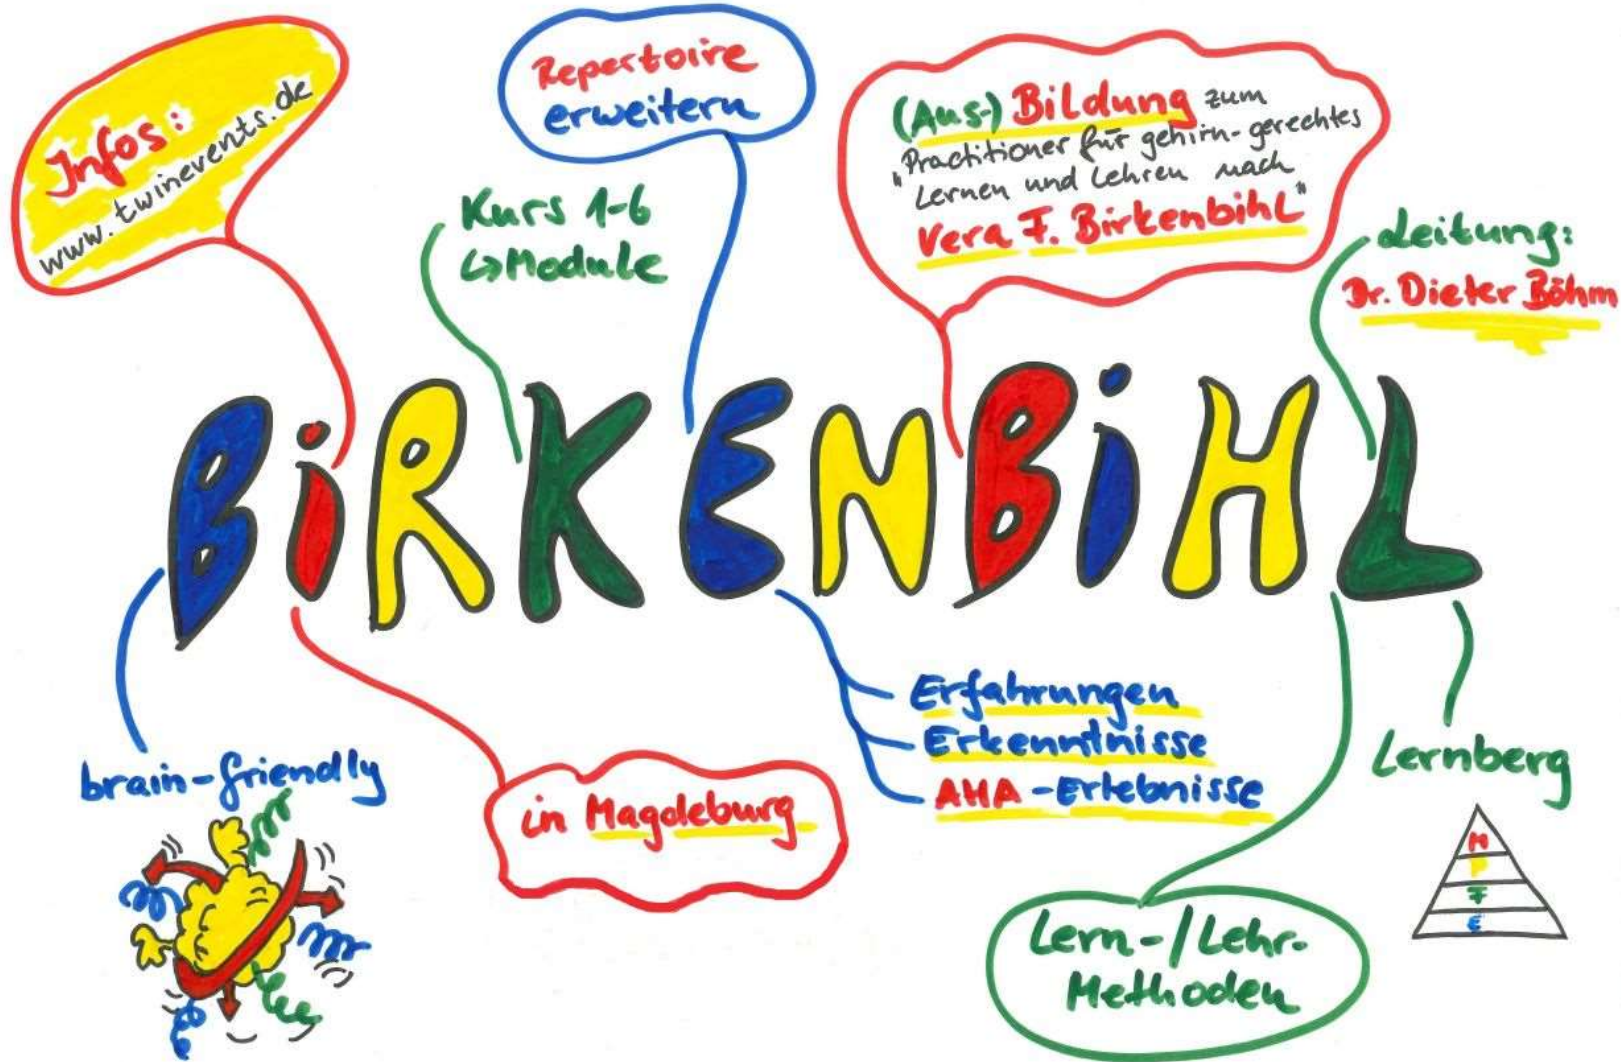 Infos:
www.twinevents.de
Repertoire
erweitern
Kurs 1-6
↳Module
(Aus-) Bildung zum
"Practitioner für gehirn-gerechtes
Lernen und Lehren nach
Vera F. Birkenbihl"
Leitung:
Dr. Dieter Böhm
BiRKENBiHL
brain-friendly
in Magdeburg
Erfahrungen
Erkenntnisse
AHA-Erlebnisse
Lern-/Lehr-
Methoden
Lernberg
M
P
F
E